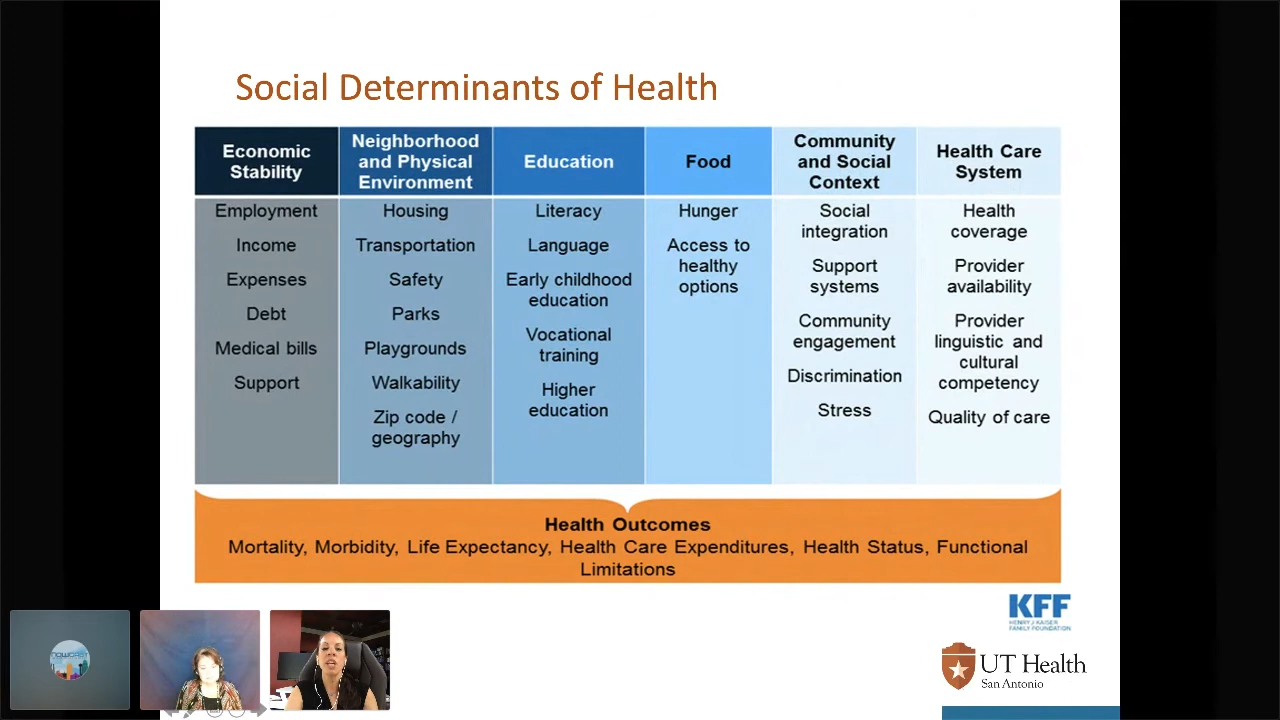 Social Determinants of Health
Economic
Stability
Neighborhood
and Physical
Environment
Education
Food
Community
and Social
Context
Health Care
System
Employment
Income
Expenses
Debt
Medical bills
Support
Housing
Transportation
Safety
Parks
Playgrounds
Walkability
Zip code /
geography
Literacy
Language
Early childhood
education
Vocational
training
Higher
education
Hunger
Access to
healthy
options
Social
integration
Support
systems
Community
engagement
Discrimination
Stress
Health
coverage
Provider
availability
Provider
linguistic and
cultural
competency
Quality of care
Health Outcomes
Mortality, Morbidity, Life Expectancy, Health Care Expenditures, Health Status, Functional
Limitations
KFF
HENRY J KAISER
FAMILY FOUNDATION
UT Health
San Antonio